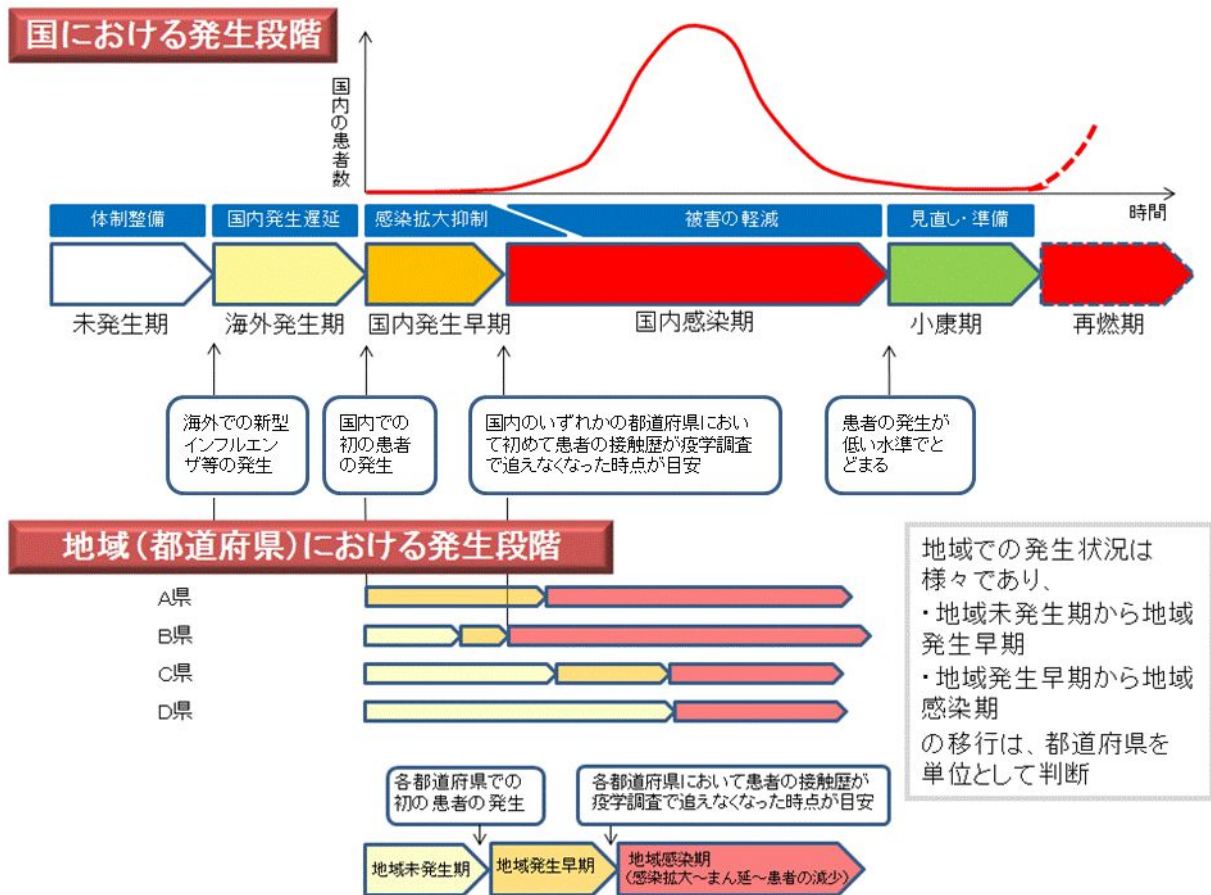 国における発生段階
国内の患者数
時間
体制整備
国内発生遅延
感染拡大抑制
被害の軽減
見直し・準備
未発生期
海外発生期
国内発生早期
国内感染期
小康期
再燃期
海外での新型
インフルエン
ザ等の発生
国内での
初の患者
の発生
国内のいずれかの都道府県におい
て初めて患者の接触歴が疫学調査
で追えなくなった時点が目安
患者の発生が
低い水準でと
どまる
地域(都道府県)における発生段階
A県
B県
C県
D県
地域での発生状況は
様々であり、
・地域未発生期から地域
発生早期
・地域発生早期から地域
感染期
の移行は、都道府県を
単位として判断
各都道府県での
初の患者の発生
各都道府県において患者の接触歴が
疫学調査で追えなくなった時点が目安
地域未発生期
地域発生早期
地域感染期
(感染拡大~まん延~患者の減少)